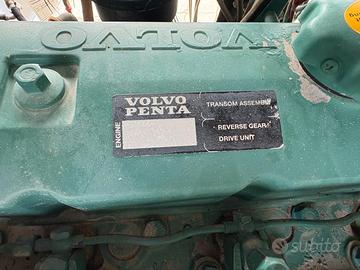 VOLVO
VOLVO
PENTA
ENGINE
TRANSOM ASSEMBLY
REVERSE GEAR/
DRIVE UNIT
subito